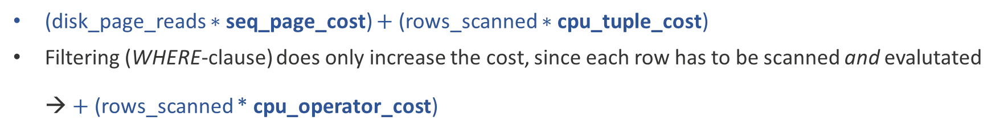 • (disk_page_reads * seq_page_cost) + (rows_scanned * cpu_tuple_cost)
• Filtering (WHERE-clause) does only increase the cost, since each row has to be scanned and evalutated
→ + (rows_scanned * cpu_operator_cost)